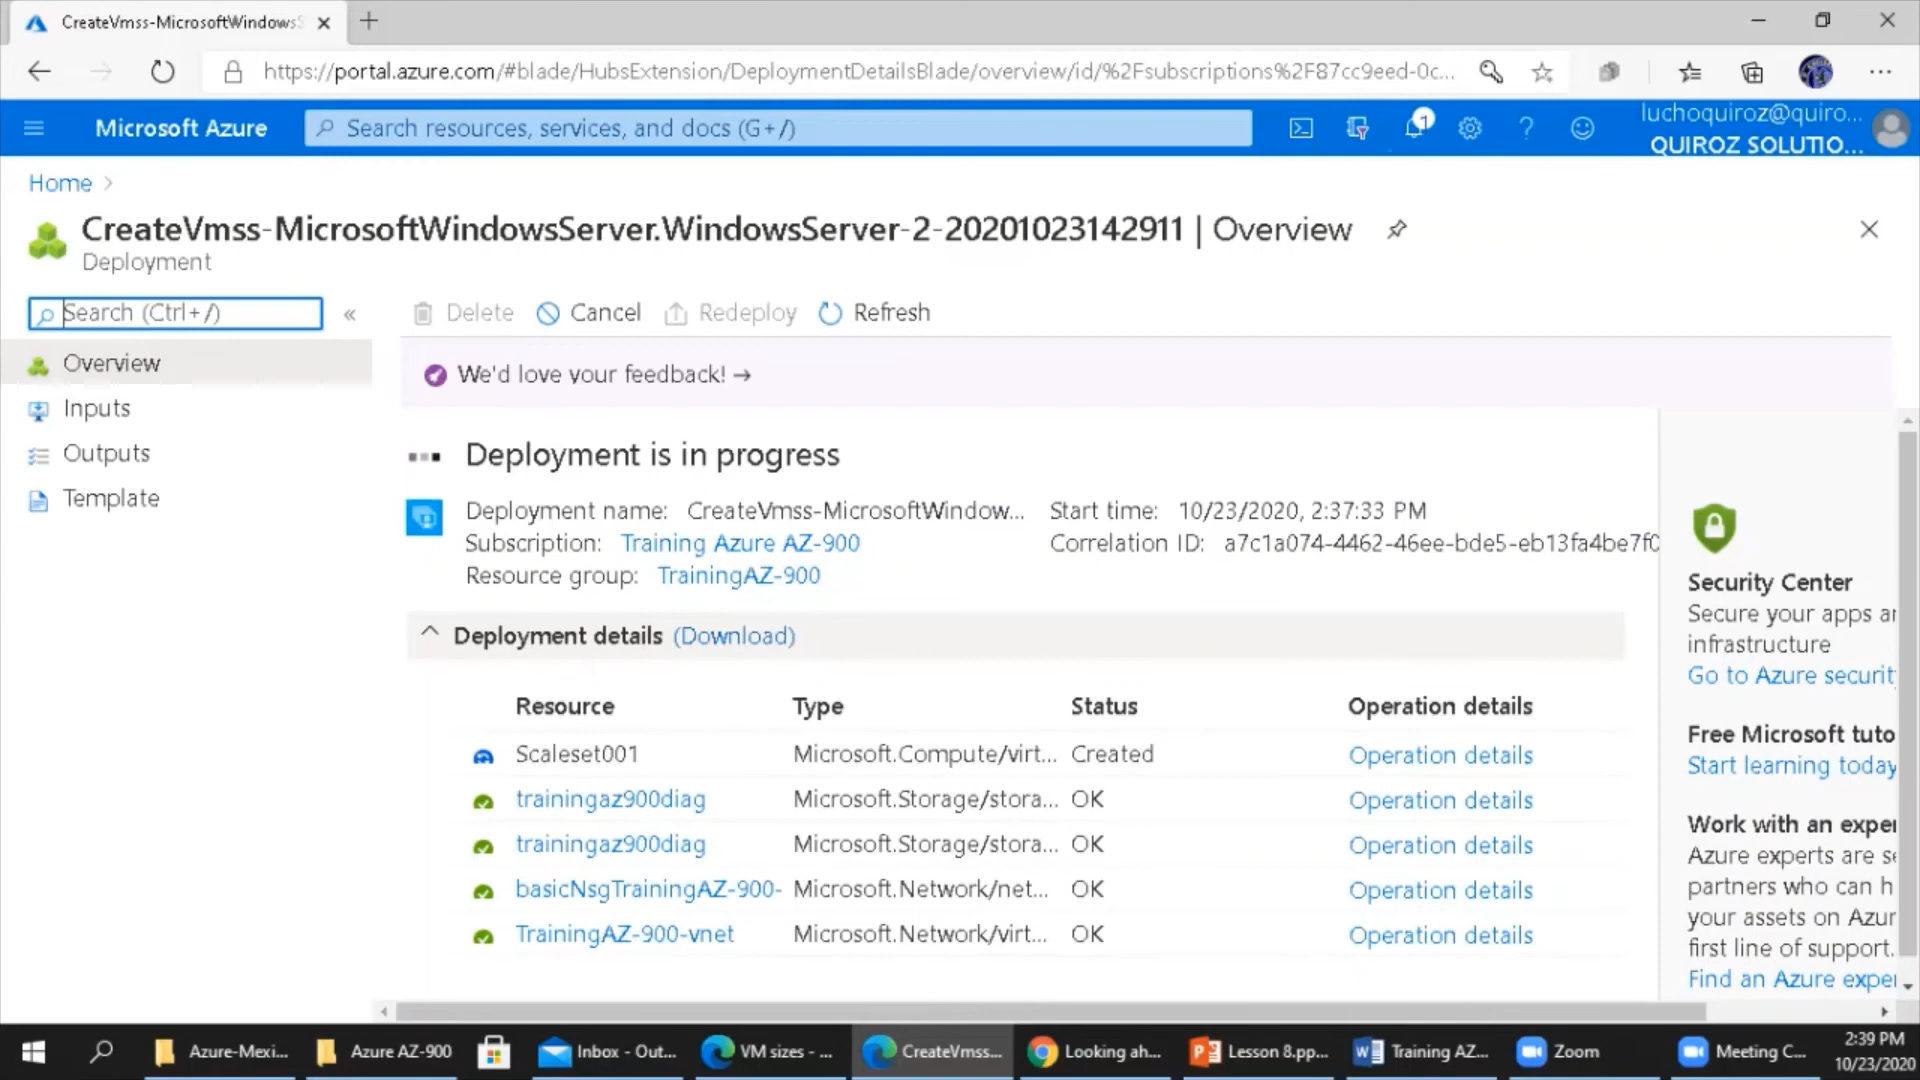 CreateVmss-MicrosoftWindows
https://portal.azure.com/#blade/HubsExtension/DeploymentDetailsBlade/overview/id/%2Fsubscriptions%2F87cc9eed-0c...
Microsoft Azure
Search resources, services, and docs (G+/)
1
luchoquiroz@quiro...
QUIROZ SOLUTIO...
Home >
CreateVmss-MicrosoftWindowsServer.WindowsServer-2-20201023142911 | Overview
Deployment
Search (Ctrl+/)
«
Delete
Cancel
Redeploy
Refresh
Overview
Inputs
Outputs
Template
We'd love your feedback! →
Deployment is in progress
Deployment name: CreateVmss-MicrosoftWindow...
Start time: 10/23/2020, 2:37:33 PM
Subscription: Training Azure AZ-900
Correlation ID: a7c1a074-4462-46ee-bde5-eb13fa4be7f0
Resource group: TrainingAZ-900
Deployment details (Download)
Resource Type Status Operation details
Scaleset001 Microsoft.Compute/virt... Created Operation details
trainingaz900diag Microsoft.Storage/stora... OK Operation details
trainingaz900diag Microsoft.Storage/stora... OK Operation details
basicNsgTrainingAZ-900- Microsoft.Network/net... OK Operation details
TrainingAZ-900-vnet Microsoft.Network/virt... OK Operation details
Security Center
Secure your apps
infrastructure
Go to Azure
Free Microsoft
Start learning today
Work with an
Azure experts are
partners who can
your assets on
first line of support.
Find an Azure
Azure-Mexi...
Azure AZ-900
Inbox - Out...
VM sizes - ...
CreateVmss...
Looking ah...
Lesson 8.pp...
Training AZ...
Zoom
Meeting C...
2:39 PM
10/23/2020